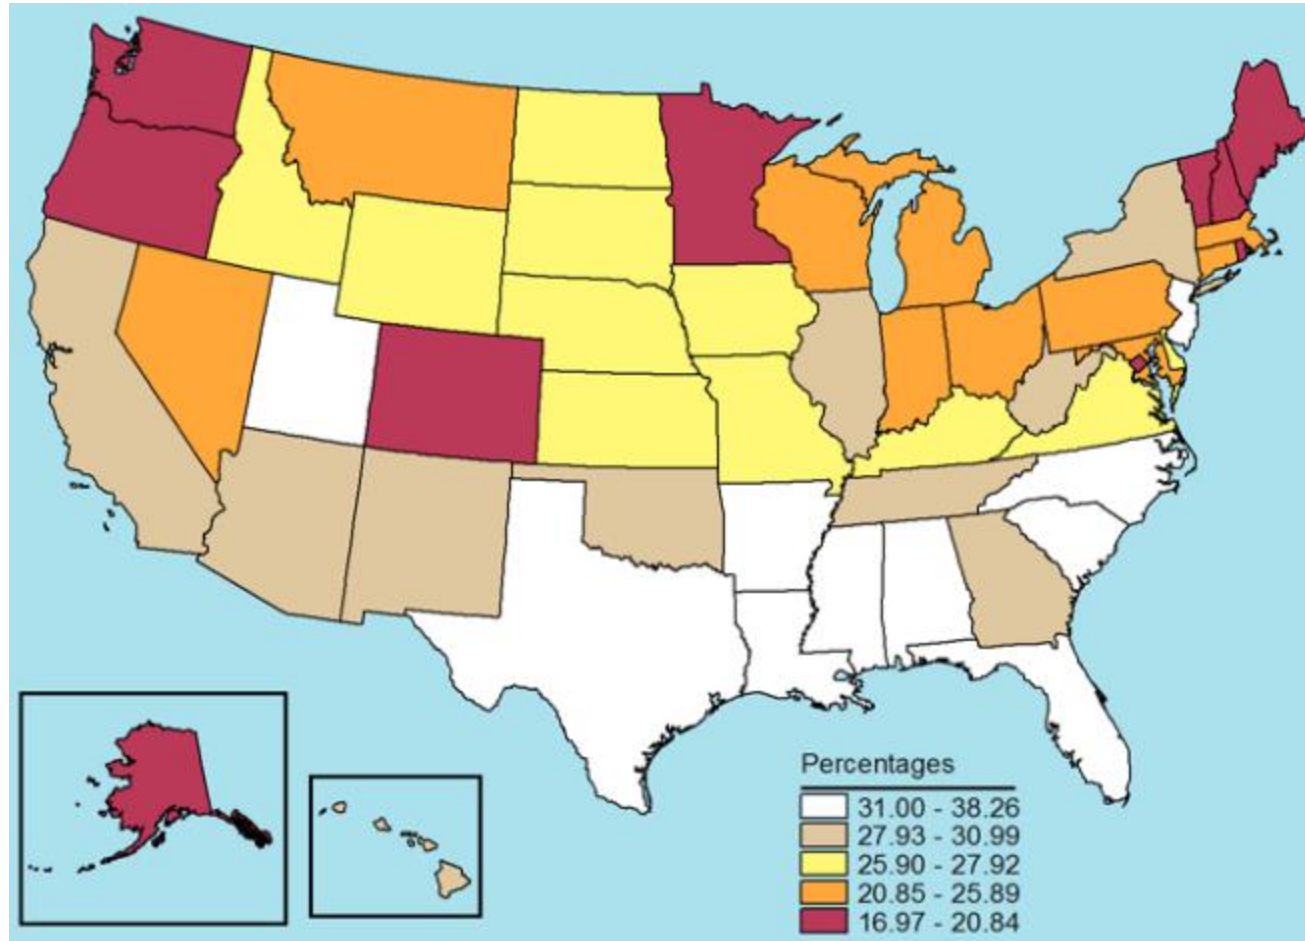 Percentages
31.00 - 38.26
27.93 - 30.99
25.90 - 27.92
20.85 - 25.89
16.97 - 20.84